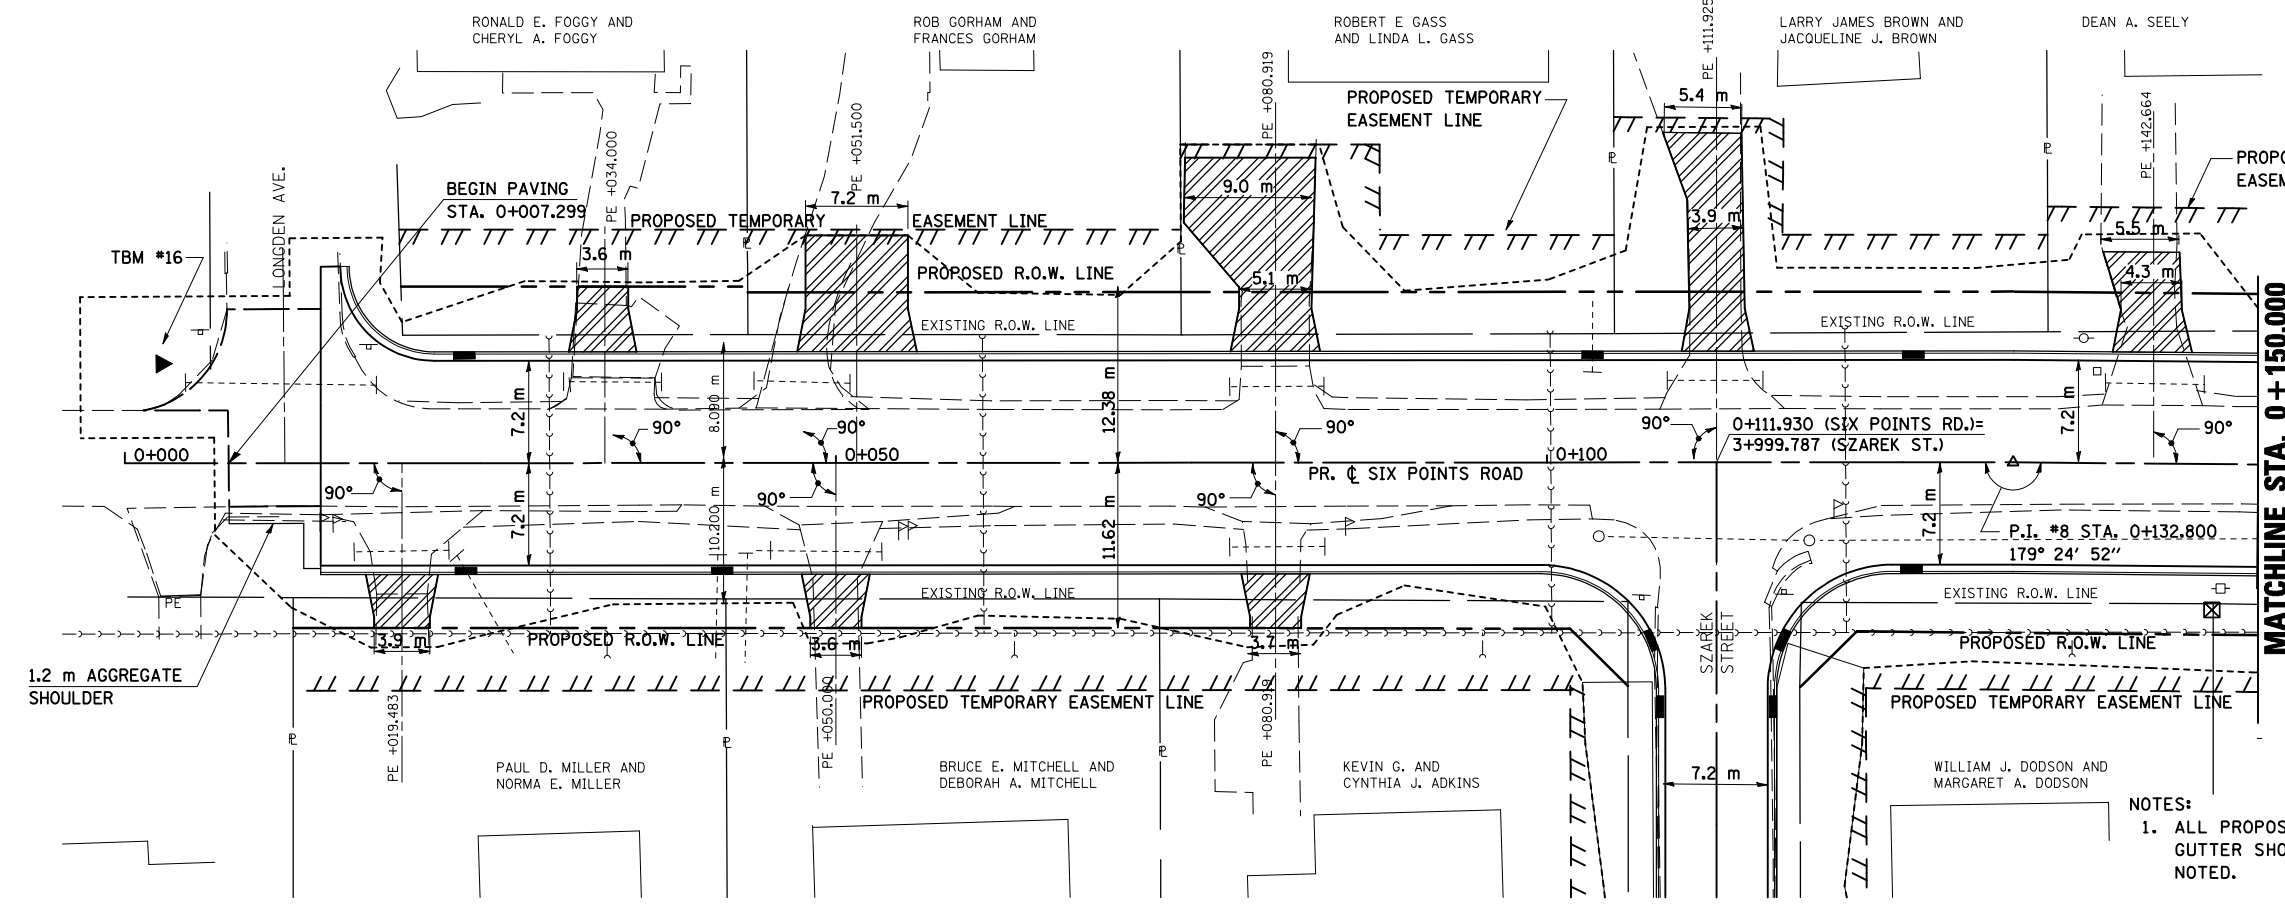 RONALD E. FOGGY AND
CHERYL A. FOGGY
ROB GORHAM AND
FRANCES GORHAM
ROBERT E GASS
AND LINDA L. GASS
LARRY JAMES BROWN AND
JACQUELINE J. BROWN
DEAN A. SEELY
PE +034.000
PE +051.500
PE +080.919
PE +111.925
PE +142.664
PROPOSED TEMPORARY
EASEMENT LINE
5.4 m
LONGDEN AVE.
BEGIN PAVING
STA. 0+007.299
PROPOSED TEMPORARY EASEMENT LINE
7.2 m
9.0 m
3.9 m
PROPO
EASEM
5.5 m
TBM #16
3.6 m
PROPOSED R.O.W. LINE
5.1 m
4.3 m
EXISTING R.O.W. LINE
EXISTING R.O.W. LINE
7.2 m
8.090 m
12.38 m
7.2 m
90°
90°
90°
90°
90°
0+111.930 (SIX POINTS RD.)=
3+999.787 (SZAREK ST.)
0+000
0+050
0+100
PR. ℄ SIX POINTS ROAD
90°
90°
90°
7.2 m
10.200 m
11.62 m
7.2 m
P.I. #8 STA. 0+132.800
179° 24' 52''
MATCHLINE STA. 0+150.000
PE
EXISTING R.O.W. LINE
EXISTING R.O.W. LINE
3.9 m
PROPOSED R.O.W. LINE
3.6 m
3.7 m
SZAREK
STREET
PROPOSED R.O.W. LINE
1.2 m AGGREGATE
SHOULDER
PROPOSED TEMPORARY EASEMENT LINE
PROPOSED TEMPORARY EASEMENT LINE
PE +019.483
PE +050.000
PE +080.919
PAUL D. MILLER AND
NORMA E. MILLER
BRUCE E. MITCHELL AND
DEBORAH A. MITCHELL
KEVIN G. AND
CYNTHIA J. ADKINS
7.2 m
WILLIAM J. DODSON AND
MARGARET A. DODSON
NOTES:
1. ALL PROPOS
GUTTER SHO
NOTED.